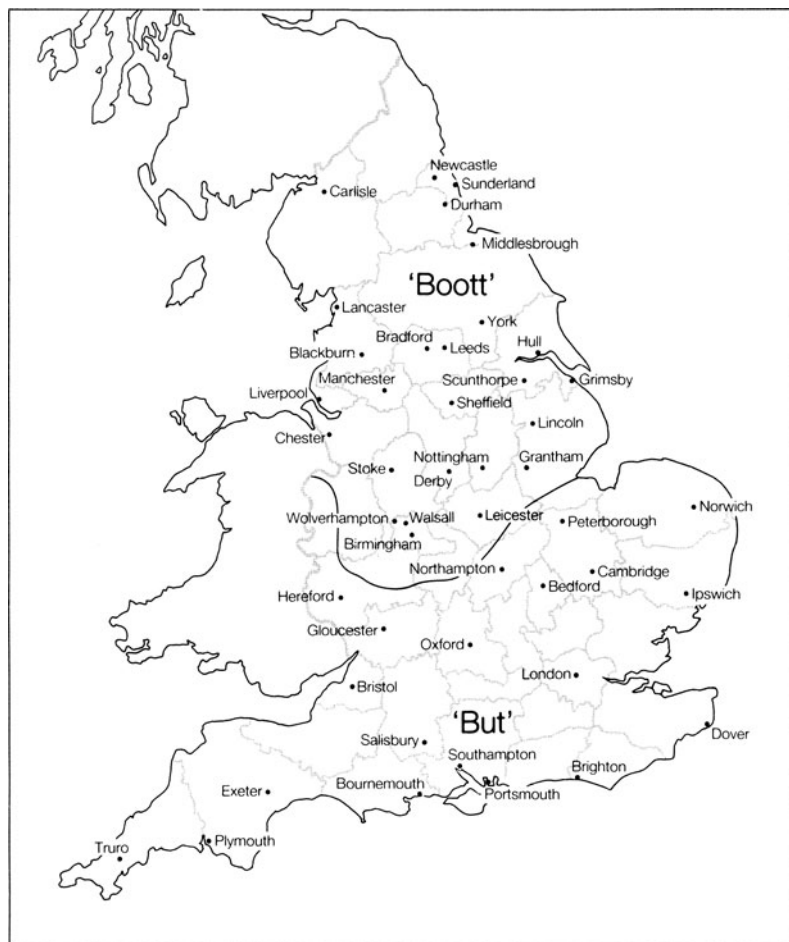 Newcastle
Sunderland
Carlisle
Durham
Middlesbrough
'Boott'
Lancaster
York
Bradford
Leeds
Hull
Blackburn
Manchester
Scunthorpe
Grimsby
Liverpool
Sheffield
Lincoln
Chester
Stoke
Nottingham
Grantham
Derby
Norwich
Wolverhampton
Walsall
Leicester
Peterborough
Birmingham
Northampton
Cambridge
Bedford
Ipswich
Hereford
Gloucester
Oxford
London
Bristol
'But'
Dover
Salisbury
Southampton
Brighton
Exeter
Bournemouth
Portsmouth
Truro
Plymouth